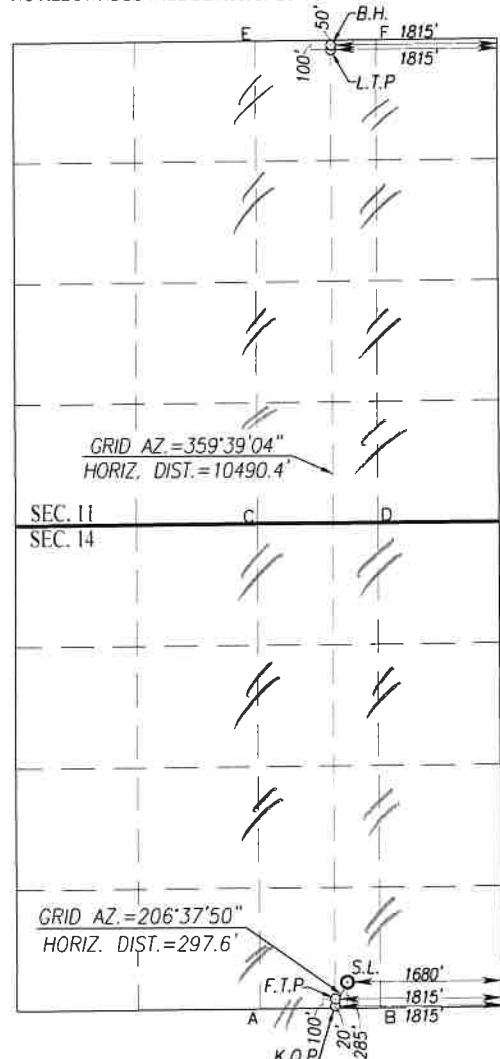 50'
B.H.
E
F
1815'
1815'
100'
L.T.P
GRID AZ.=359°39'04"
HORIZ. DIST.=10490.4'
SEC. 11
C
D
SEC. 14
GRID AZ.=206°37'50"
HORIZ. DIST.=297.6'
S.L.
1680'
F.T.P
1815'
A
100'
20'
285'
B
1815'
K.O.P